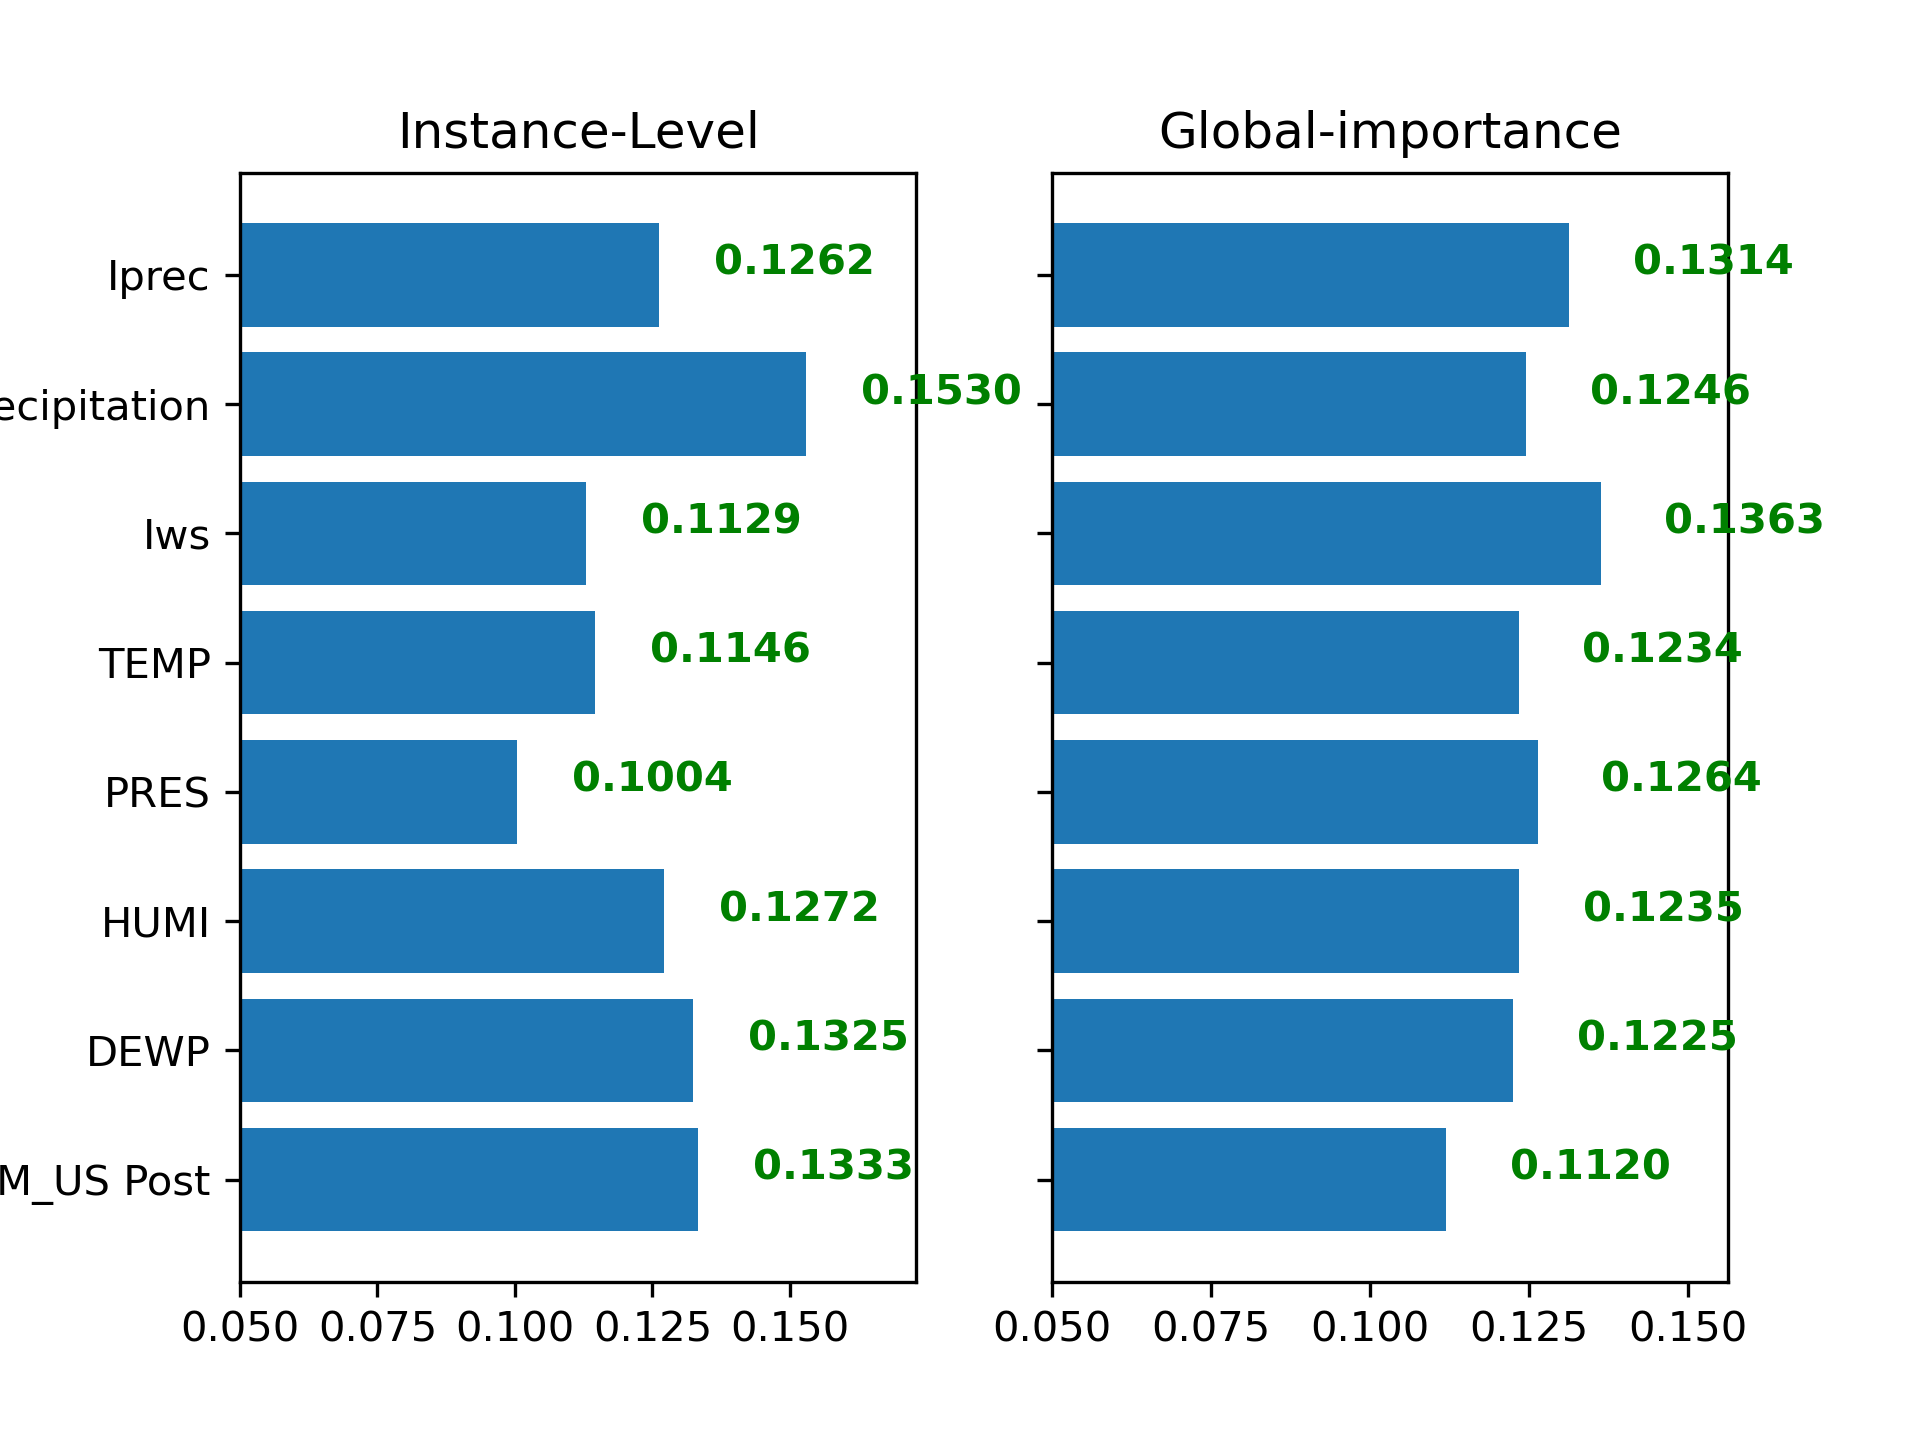 Instance-Level Global-importance
Iprec 0.1262 0.1314
ecipitation 0.1530 0.1246
Iws 0.1129 0.1363
TEMP 0.1146 0.1234
PRES 0.1004 0.1264
HUMI 0.1272 0.1235
DEWP 0.1325 0.1225
M_US Post 0.1333 0.1120
0.050 0.075 0.100 0.125 0.150 0.050 0.075 0.100 0.125 0.150